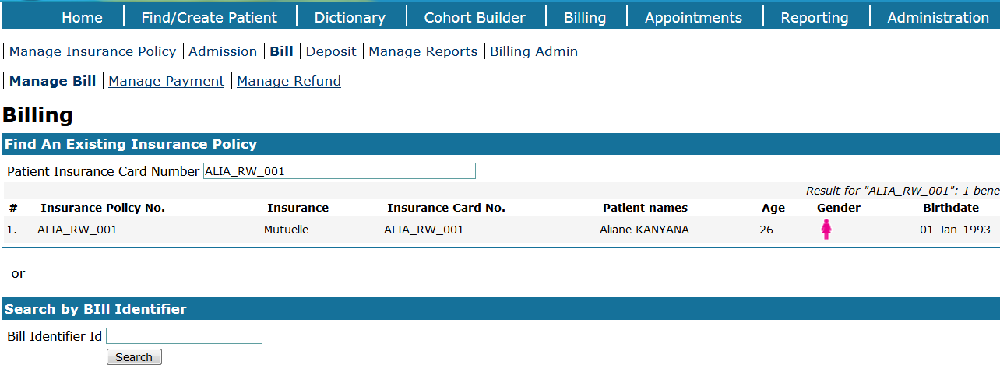 Home Find/Create Patient Dictionary Cohort Builder Billing Appointments Reporting Administration
Manage Insurance Policy Admission Bill Deposit Manage Reports Billing Admin
Manage Bill Manage Payment Manage Refund
Billing
Find An Existing Insurance Policy
Patient Insurance Card Number ALIA_RW_001
Result for "ALIA_RW_001": 1 bene
# Insurance Policy No. Insurance Insurance Card No. Patient names Age Gender Birthdate
1. ALIA_RW_001 Mutuelle ALIA_RW_001 Aliane KANYANA 26 01-Jan-1993
or
Search by BIll Identifier
Bill Identifier Id
Search